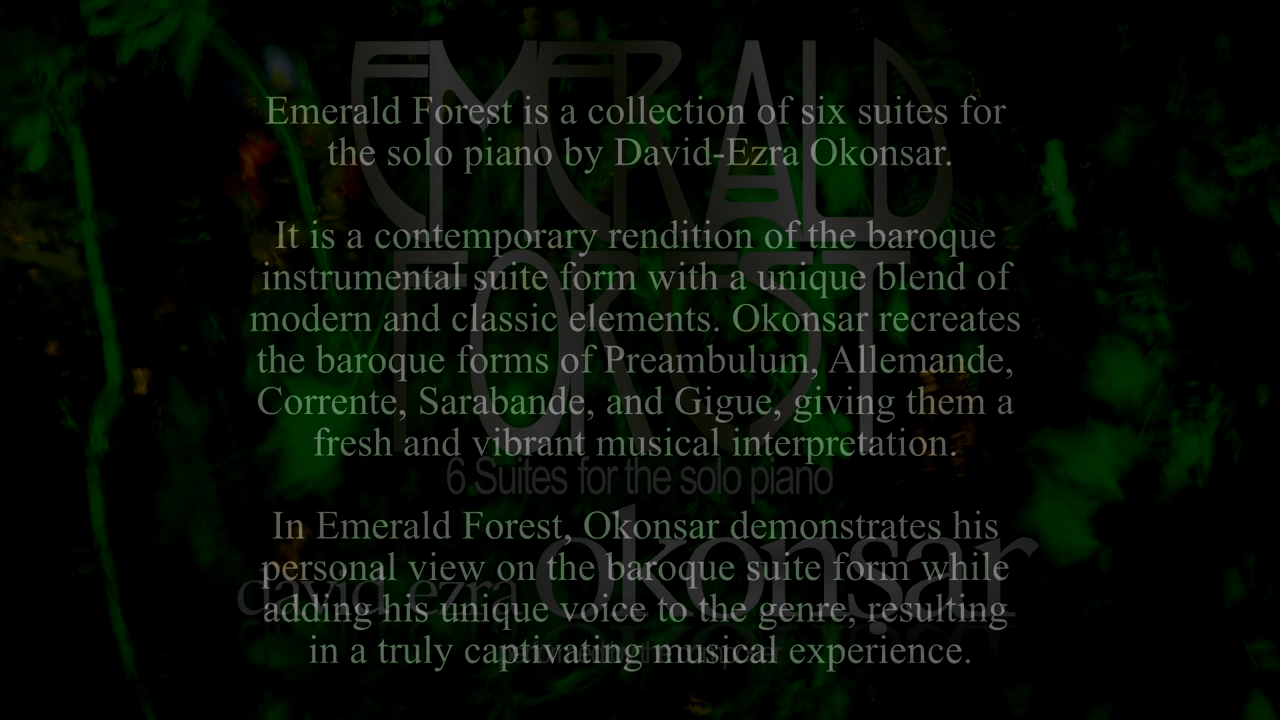 EMERALD
FOREST
6 Suites for the solo piano
david ezra okonşar
Emerald Forest is a collection of six suites for
the solo piano by David-Ezra Okonsar.
It is a contemporary rendition of the baroque
instrumental suite form with a unique blend of
modern and classic elements. Okonsar recreates
the baroque forms of Preambulum, Allemande,
Corrente, Sarabande, and Gigue, giving them a
fresh and vibrant musical interpretation.
In Emerald Forest, Okonsar demonstrates his
personal view on the baroque suite form while
adding his unique voice to the genre, resulting
in a truly captivating musical experience.